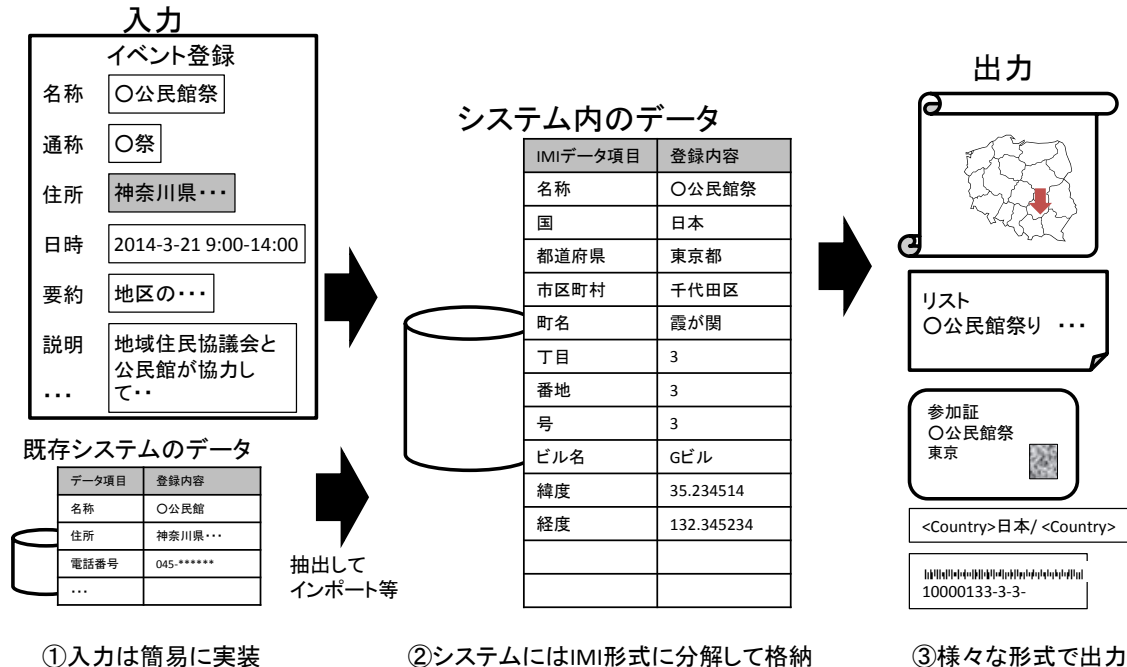 入力
イベント登録
名称 〇公民館祭
通称 〇祭
住所 神奈川県・・・
日時 2014-3-21 9:00-14:00
要約 地区の・・・
説明 地域住民協議会と
公民館が協力し
て・・
・・・
既存システムのデータ
データ項目 登録内容
名称 〇公民館
住所 神奈川県・・・
電話番号 045-******
・・・
抽出して
インポート等
①入力は簡易に実装
システム内のデータ
IMIデータ項目 登録内容
名称 〇公民館祭
国 日本
都道府県 東京都
市区町村 千代田区
町名 霞が関
丁目 3
番地 3
号 3
ビル名 Gビル
緯度 35.234514
経度 132.345234
②システムにはIMI形式に分解して格納
出力
リスト
〇公民館祭り ・・・
参加証
〇公民館祭
東京
<Country>日本/ <Country>
10000133-3-3-
③様々な形式で出力